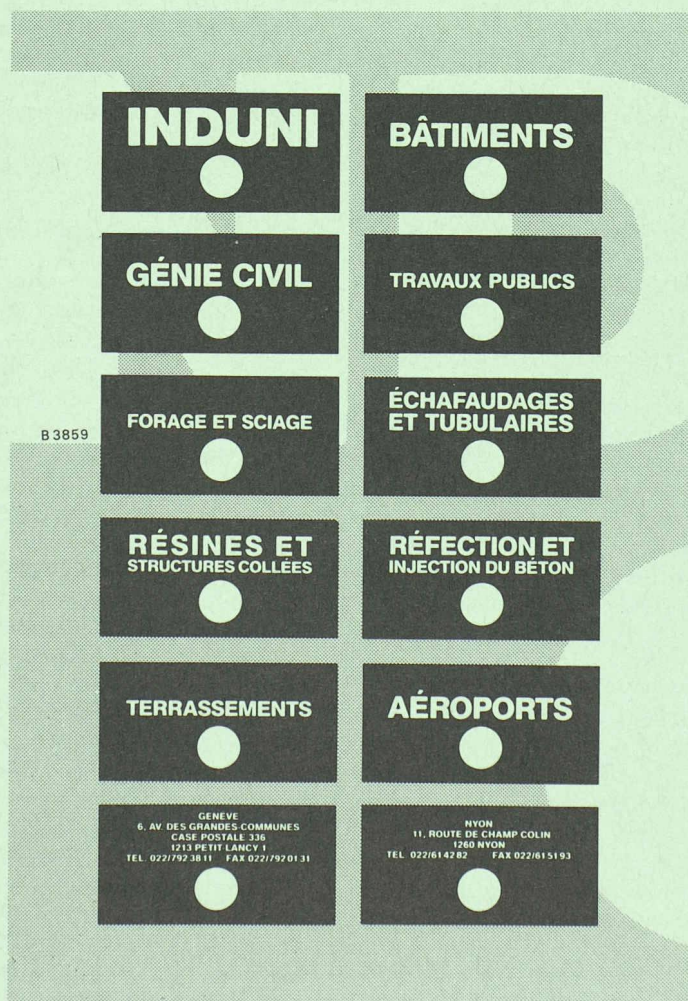 INDUNI
BÂTIMENTS
GÉNIE CIVIL
TRAVAUX PUBLICS
B 3859
FORAGE ET SCIAGE
ÉCHAFAUDAGES
ET TUBULAIRES
RÉSINES ET
STRUCTURES COLLÉES
RÉFECTION ET
INJECTION DU BÉTON
TERRASSEMENTS
AÉROPORTS
GENÈVE
6, AV. DES GRANDES-COMMUNES
CASE POSTALE 336
1213 PETIT-LANCY 1
TEL. 022/792 38 11 FAX 022/792 01 31
NYON
11, ROUTE DE CHAMP COLIN
1260 NYON
TEL. 022/61 42 82 FAX 022/61 51 93